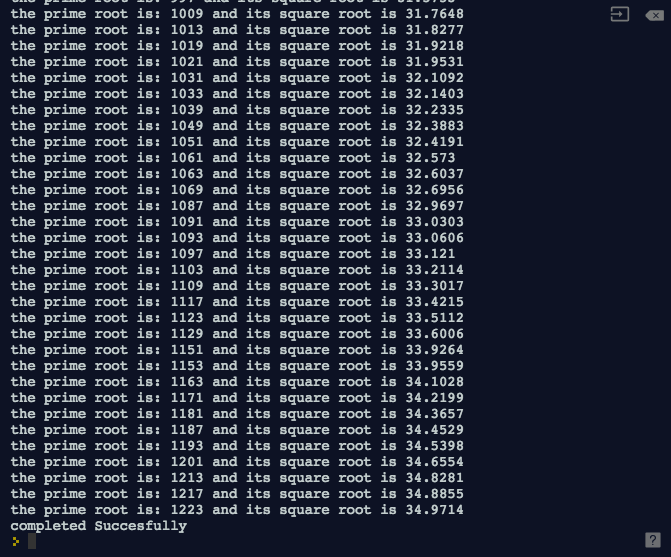 the prime root is: 997 and its square root is 31.5753
the prime root is: 1009 and its square root is 31.7648
the prime root is: 1013 and its square root is 31.8277
the prime root is: 1019 and its square root is 31.9218
the prime root is: 1021 and its square root is 31.9531
the prime root is: 1031 and its square root is 32.1092
the prime root is: 1033 and its square root is 32.1403
the prime root is: 1039 and its square root is 32.2335
the prime root is: 1049 and its square root is 32.3883
the prime root is: 1051 and its square root is 32.4191
the prime root is: 1061 and its square root is 32.573
the prime root is: 1063 and its square root is 32.6037
the prime root is: 1069 and its square root is 32.6956
the prime root is: 1087 and its square root is 32.9697
the prime root is: 1091 and its square root is 33.0303
the prime root is: 1093 and its square root is 33.0606
the prime root is: 1097 and its square root is 33.121
the prime root is: 1103 and its square root is 33.2114
the prime root is: 1109 and its square root is 33.3017
the prime root is: 1117 and its square root is 33.4215
the prime root is: 1123 and its square root is 33.5112
the prime root is: 1129 and its square root is 33.6006
the prime root is: 1151 and its square root is 33.9264
the prime root is: 1153 and its square root is 33.9559
the prime root is: 1163 and its square root is 34.1028
the prime root is: 1171 and its square root is 34.2199
the prime root is: 1181 and its square root is 34.3657
the prime root is: 1187 and its square root is 34.4529
the prime root is: 1193 and its square root is 34.5398
the prime root is: 1201 and its square root is 34.6554
the prime root is: 1213 and its square root is 34.8281
the prime root is: 1217 and its square root is 34.8855
the prime root is: 1223 and its square root is 34.9714
completed Succesfully
>
?